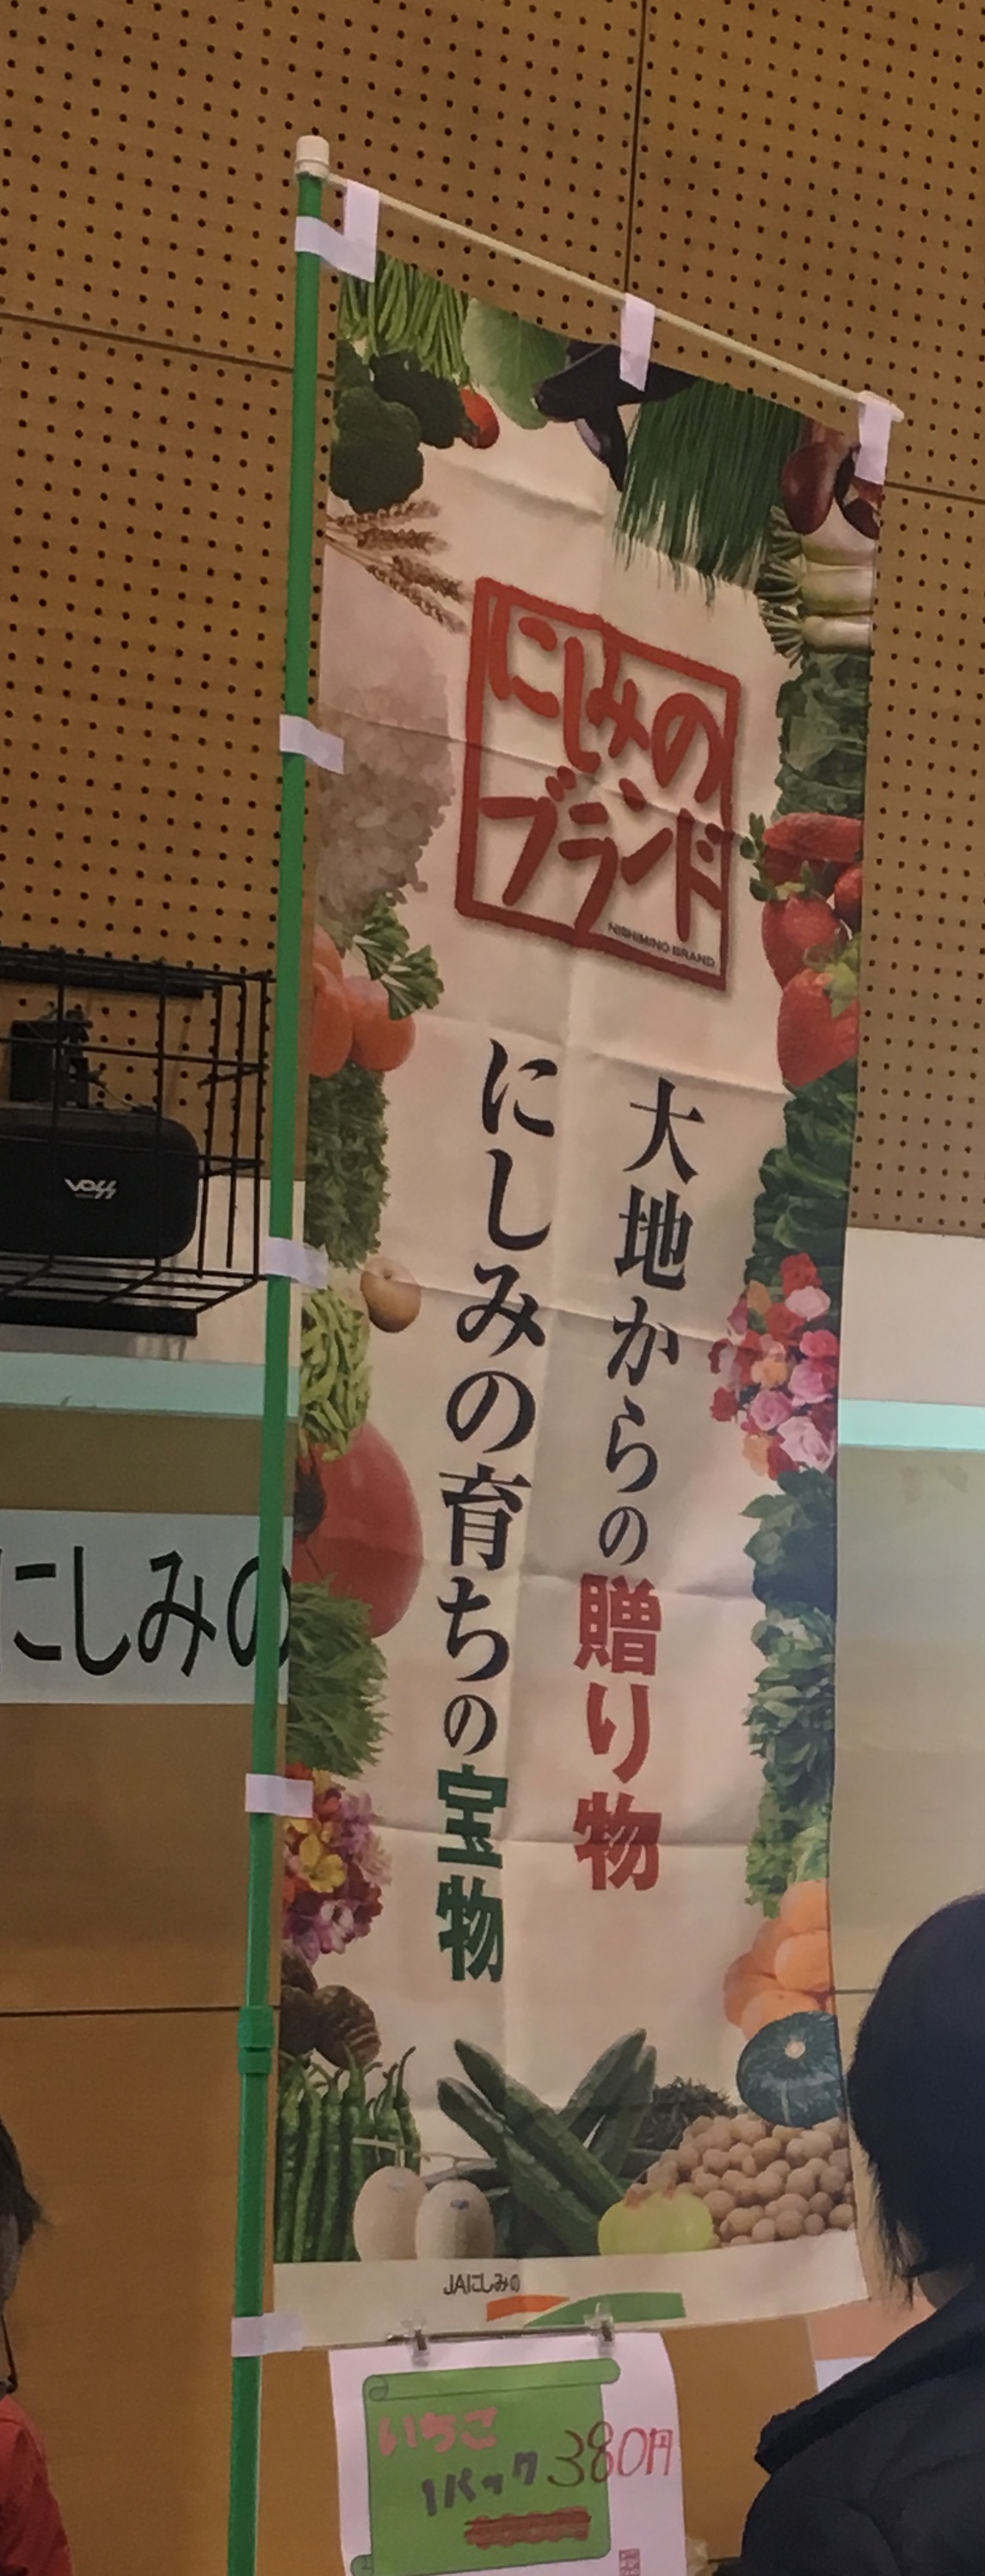 にしみの
ブランド
NISHIMINO BRAND
大地からの贈り物
にしみの育ちの宝物
VOSS
にしみの
JAにしみの
いちご
1パック 380円